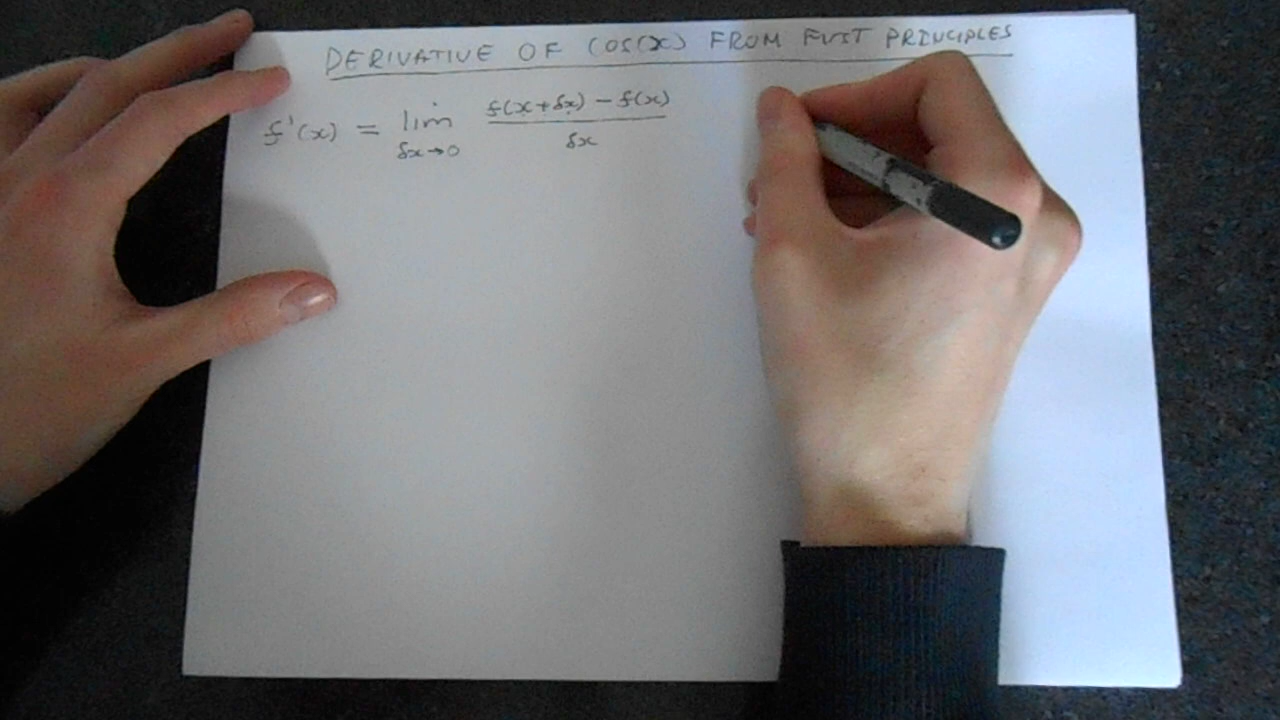 DERIVATIVE OF COS(x) FROM FIRST PRINCIPLES
f'(x) = lim f(x+δx) - f(x)
δx→0 δx